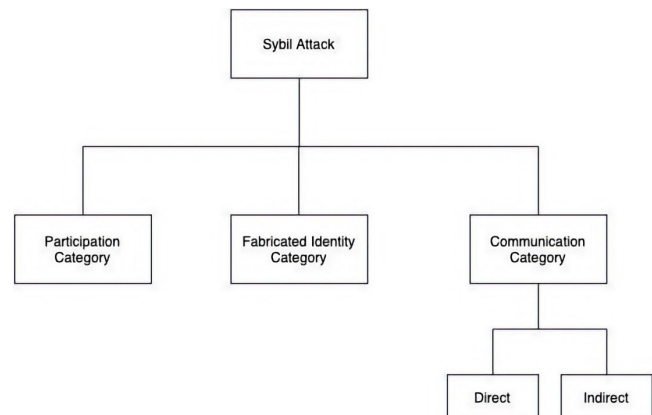 Sybil Attack
Participation
Category
Fabricated Identity
Category
Communication
Category
Direct
Indirect